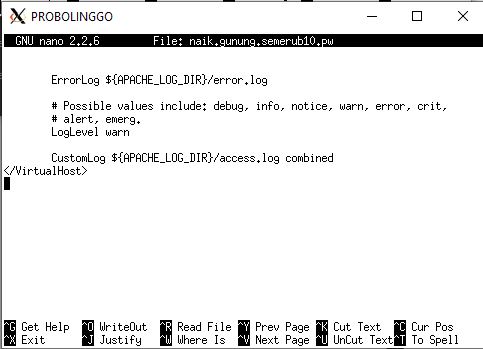 PROBOLINGGO
GNU nano 2.2.6 File: naik.gunung.semerub10.pw
ErrorLog ${APACHE_LOG_DIR}/error.log
# Possible values include: debug, info, notice, warn, error, crit,
# alert, emerg.
LogLevel warn
CustomLog ${APACHE_LOG_DIR}/access.log combined
</VirtualHost>
^G Get Help ^O WriteOut ^R Read File ^Y Prev Page ^K Cut Text ^C Cur Pos
^X Exit ^J Justify ^W Where Is ^V Next Page ^U UnCut Text ^T To Spell